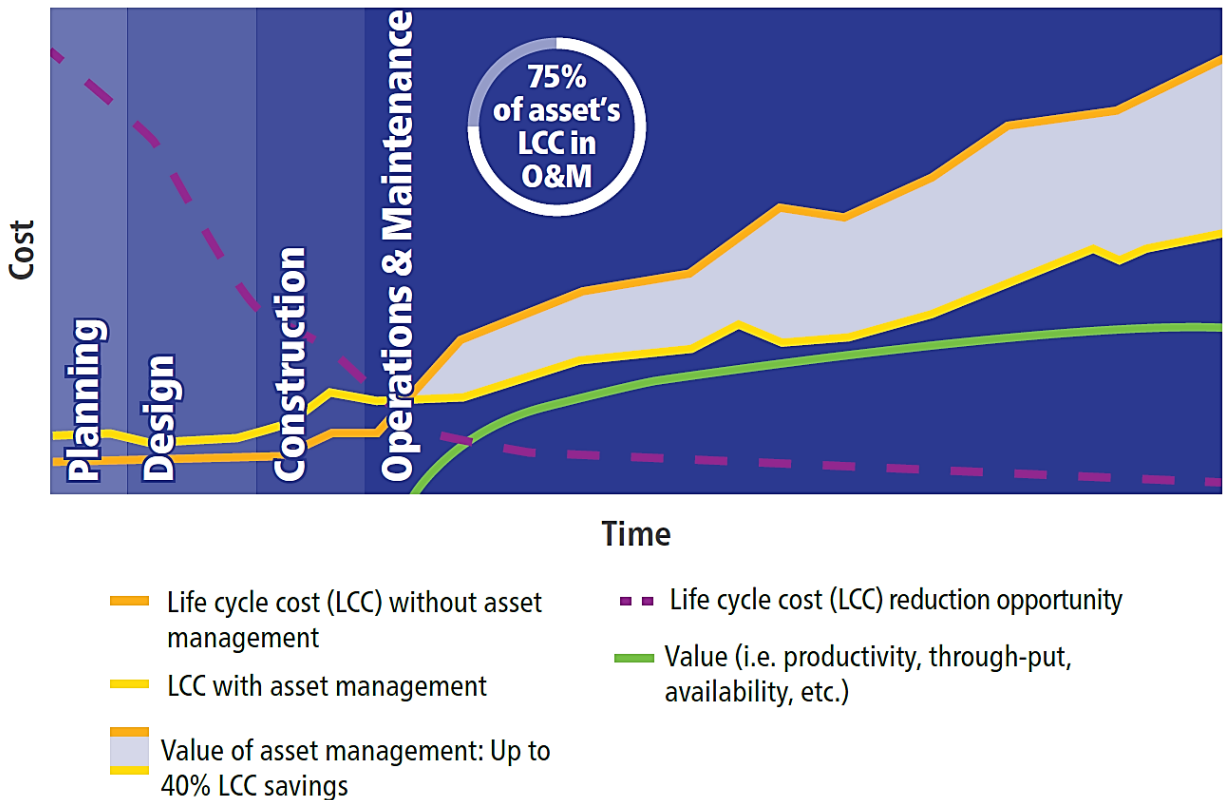 75%
of asset's
LCC in
O&M
Cost
Planning
Design
Construction
Operations & Maintenance
Time
Life cycle cost (LCC) without asset
management
LCC with asset management
Value of asset management: Up to
40% LCC savings
Life cycle cost (LCC) reduction opportunity
Value (i.e. productivity, through-put,
availability, etc.)